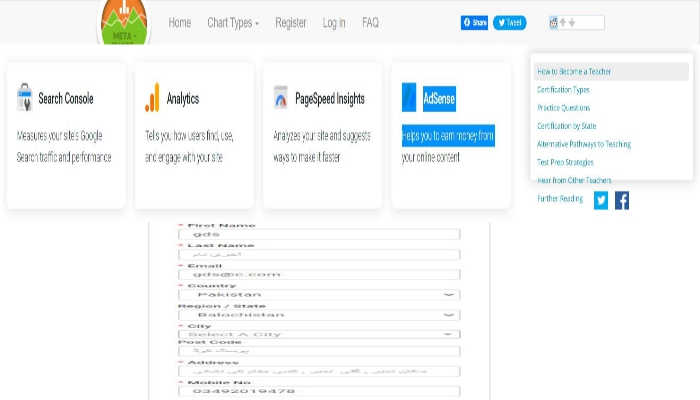 Home Chart Types Register Log in FAQ Share Tweet
META -
Search Console
Measures your site's Google
Search traffic and performance
Analytics
Tells you how users find, use,
and engage with your site
PageSpeed Insights
Analyzes your site and suggests
ways to make it faster
AdSense
Helps you to earn money from
your online content
How to Become a Teacher
Certification Types
Practice Questions
Certification by State
Alternative Pathways to Teaching
Test Prep Strategies
Hear from Other Teachers
Further Reading
* First Name
gds
* Last Name
آخری نام
* Email
gds@c.com
* Country
Pakistan
Region / State
Balochistan
* City
Select A City
Post Code
پوسٹ کوڈ
* Address
* Mobile No
03492019478